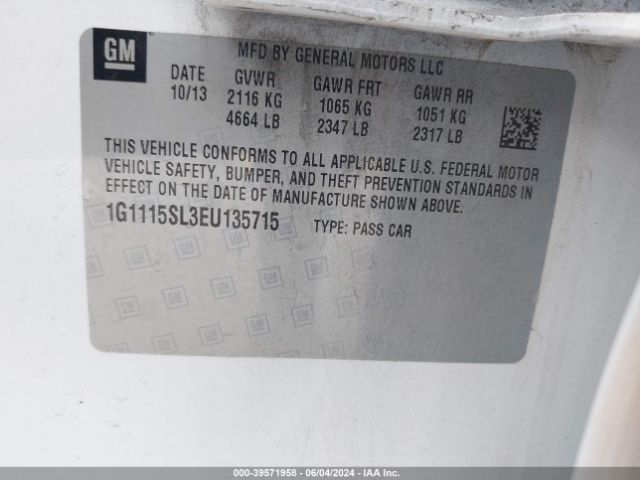 GM
MFD BY GENERAL MOTORS LLC
DATE GVWR GAWR FRT GAWR RR
10/13 2116 KG 1065 KG 1051 KG
4664 LB 2347 LB 2317 LB
THIS VEHICLE CONFORMS TO ALL APPLICABLE U.S. FEDERAL MOTOR
VEHICLE SAFETY, BUMPER, AND THEFT PREVENTION STANDARDS IN
EFFECT ON THE DATE OF MANUFACTURE SHOWN ABOVE.
1G1115SL3EU135715 TYPE: PASS CAR
000-39571958 - 06/04/2024 - IAAI.COM